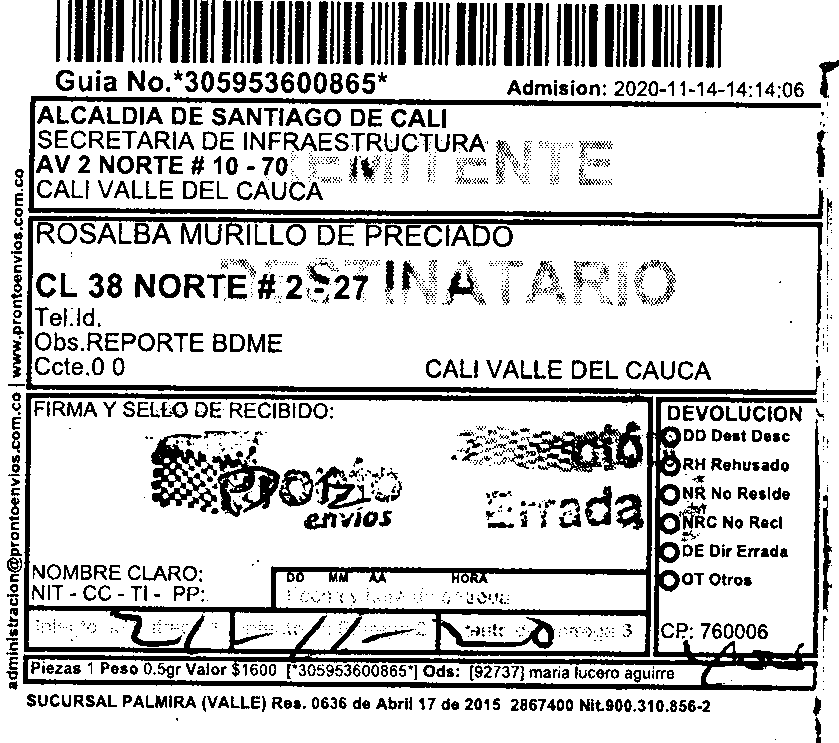 Guia No.*305953600865*
Admision: 2020-11-14-14:14:06
ALCALDIA DE SANTIAGO DE CALI
SECRETARIA DE INFRAESTRUCTURA
AV 2 NORTE # 10 - 70
REMITENTE
CALI VALLE DEL CAUCA
ROSALBA MURILLO DE PRECIADO
DESTINATARIO
CL 38 NORTE # 2 - 27
Tel.Id.
Obs.REPORTE BDME
Ccte.0 0
CALI VALLE DEL CAUCA
FIRMA Y SELLO DE RECIBIDO:
Pronto
envios
Errada
DEVOLUCION
DD Dest Desc
RH Rehusado
NR No Reside
NRC No Recl
DE Dir Errada
OT Otros
NOMBRE CLARO:
NIT - CC - TI - PP:
DD MM AA HORA
CP: 760006
Piezas 1 Peso 0.5gr Valor $1600 [*305953600865*] Ods: [92737] maria lucero aguirre
SUCURSAL PALMIRA (VALLE) Res. 0636 de Abril 17 de 2015 2867400 Nit.900.310.856-2
administracion@prontoenvios.com.co | www.prontoenvios.com.co